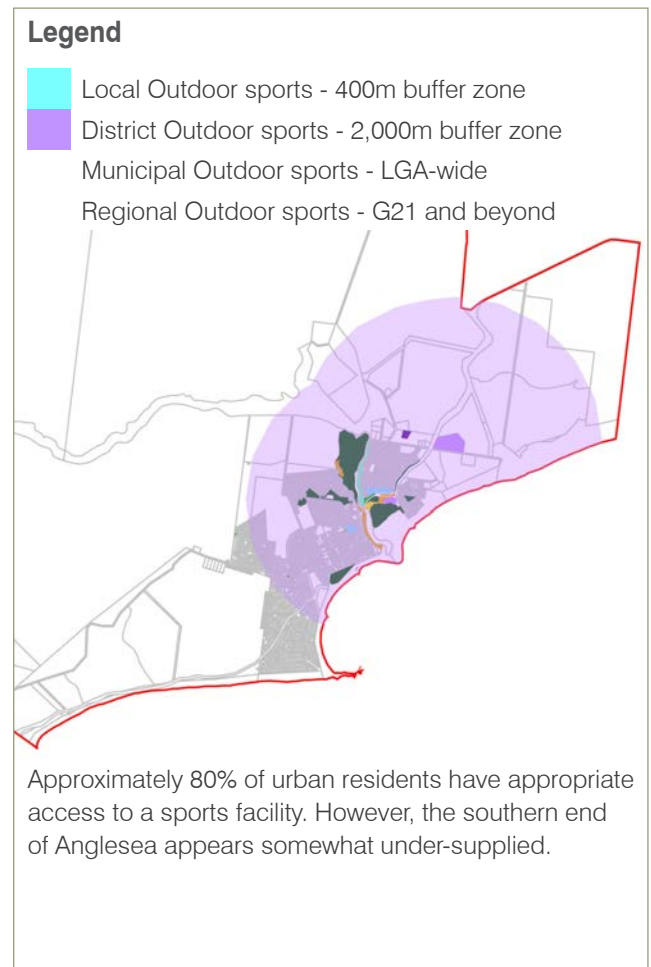 Legend
Local Outdoor sports - 400m buffer zone
District Outdoor sports - 2,000m buffer zone
Municipal Outdoor sports - LGA-wide
Regional Outdoor sports - G21 and beyond
Approximately 80% of urban residents have appropriate
access to a sports facility. However, the southern end
of Anglesea appears somewhat under-supplied.